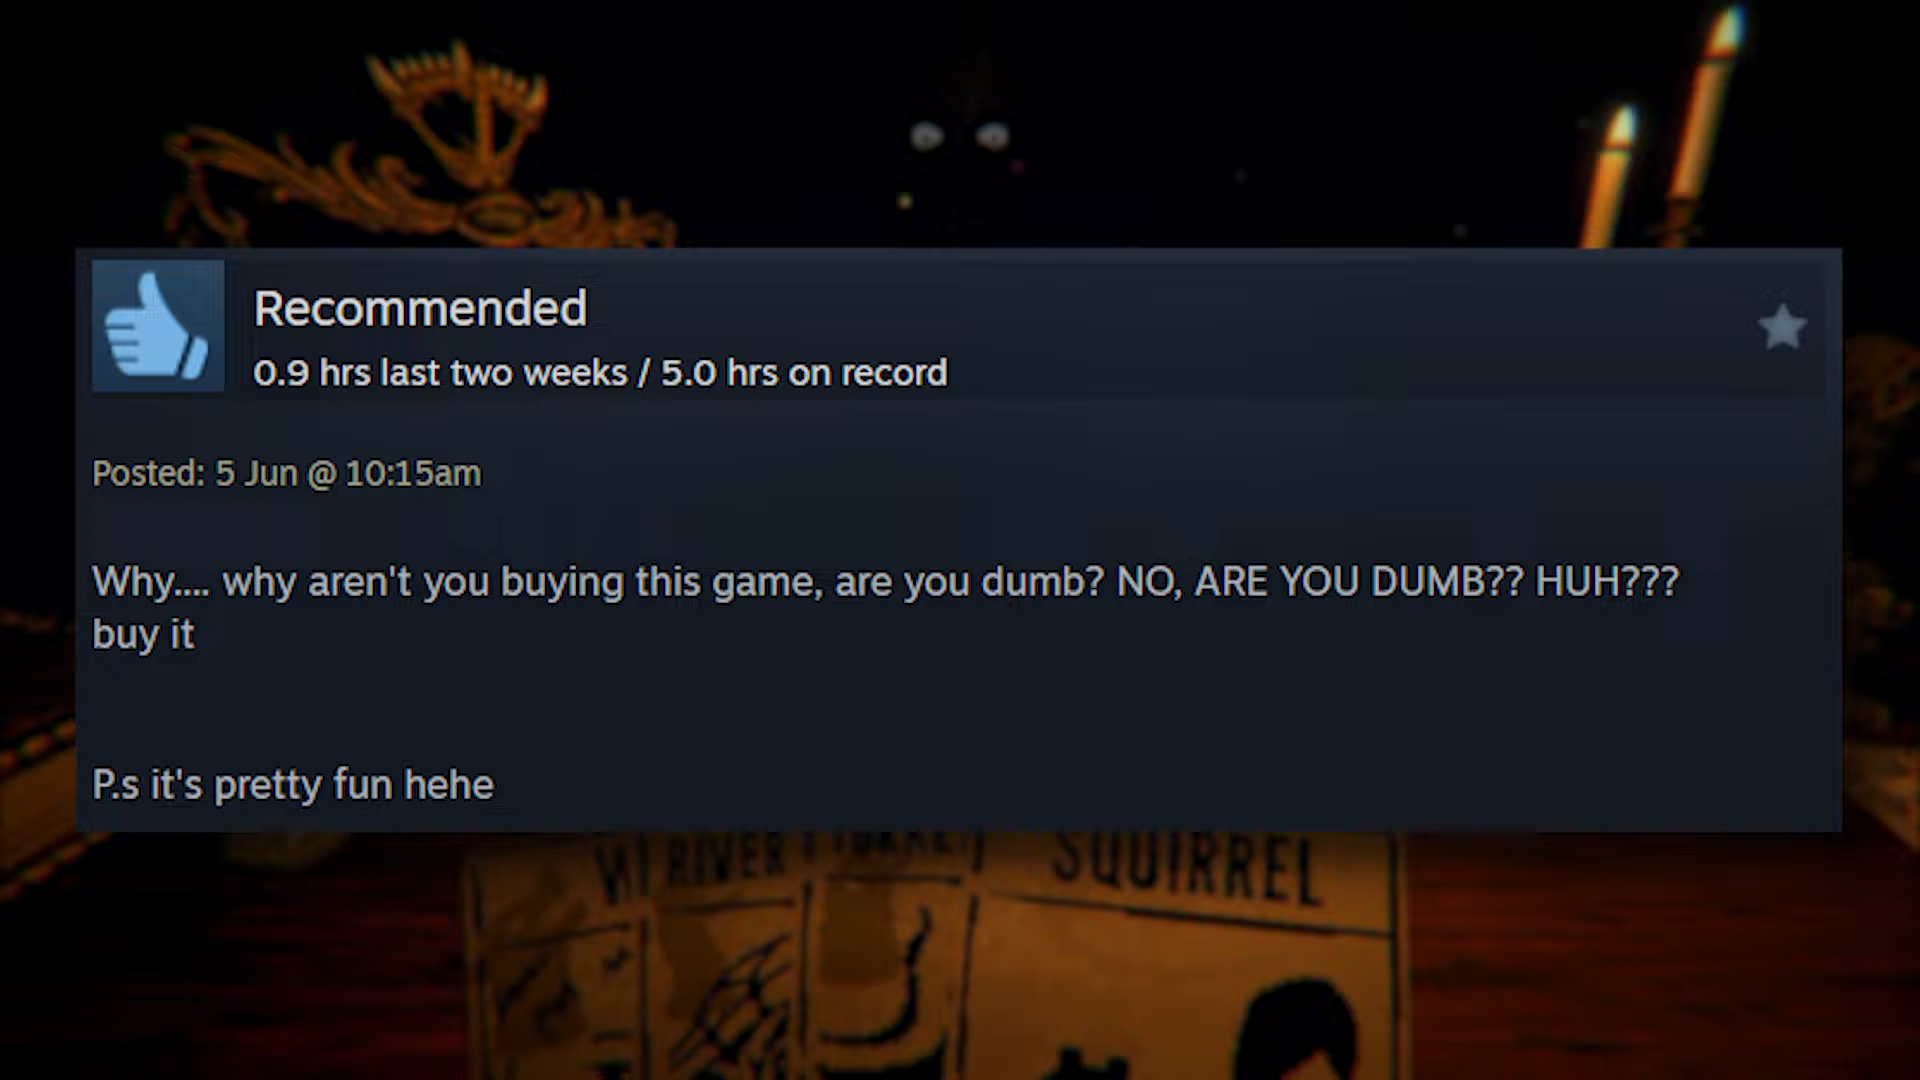 Recommended
0.9 hrs last two weeks / 5.0 hrs on record
Posted: 5 Jun @ 10:15am
Why.... why aren't you buying this game, are you dumb? NO, ARE YOU DUMB?? HUH???
buy it
P.s it's pretty fun hehe
RIVER
SQUIRREL